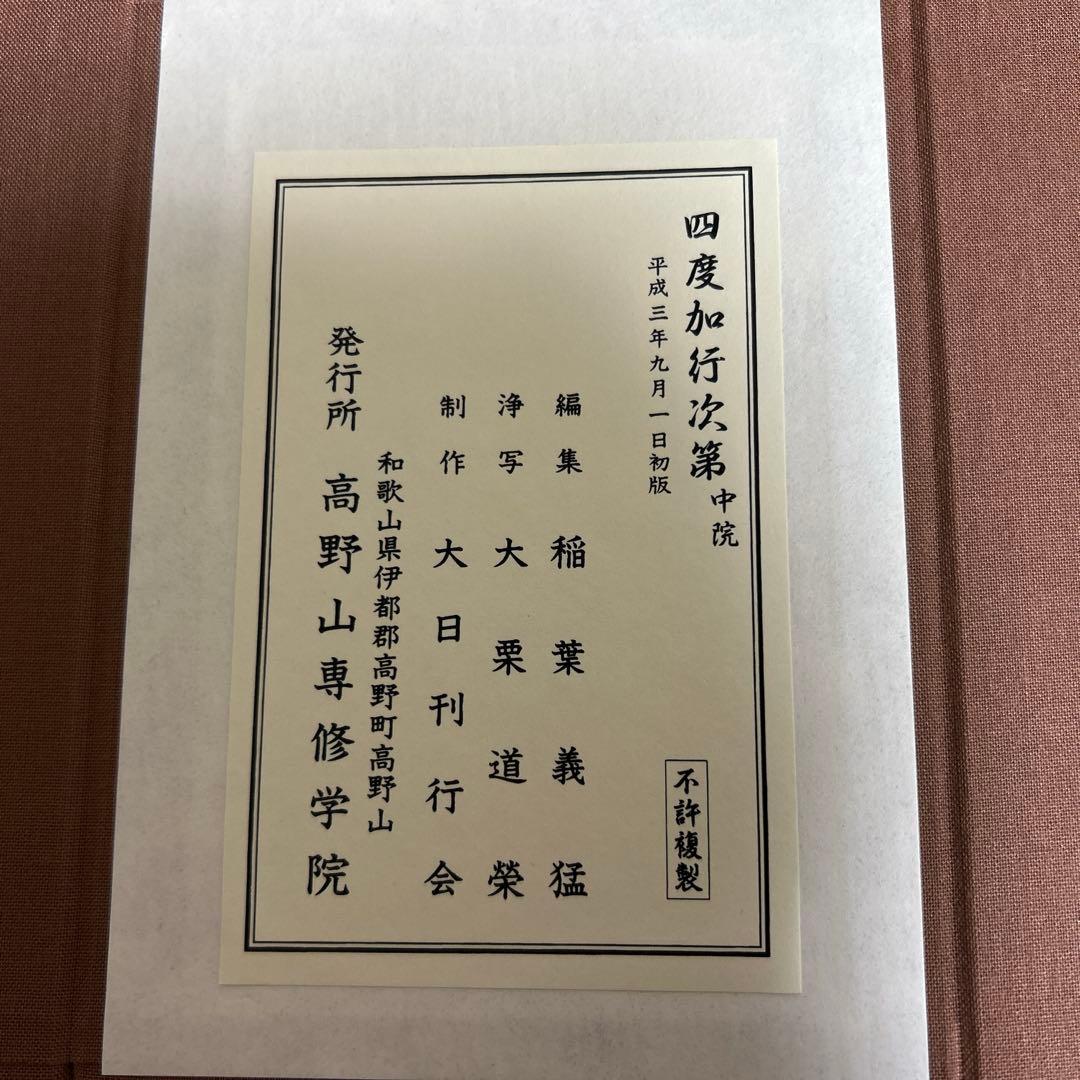 四度加行次第 中院
平成三年九月一日初版
不許複製
編集 稲葉義猛
浄写 大栗道榮
制作 大日刊行会
和歌山県伊都郡高野町高野山
発行所 高野山専修学院